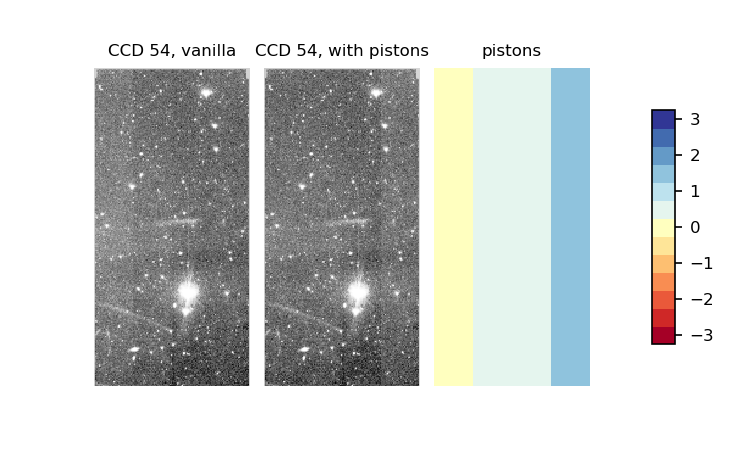 CCD 54, vanilla
CCD 54, with pistons
pistons
3
2
1
0
−1
−2
−3